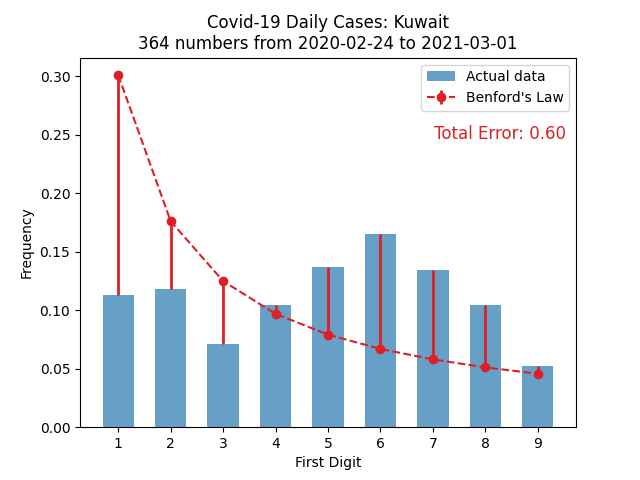 Covid-19 Daily Cases: Kuwait
364 numbers from 2020-02-24 to 2021-03-01
Actual data
Benford's Law
Total Error: 0.60
Frequency
0.30
0.25
0.20
0.15
0.10
0.05
0.00
1 2 3 4 5 6 7 8 9
First Digit